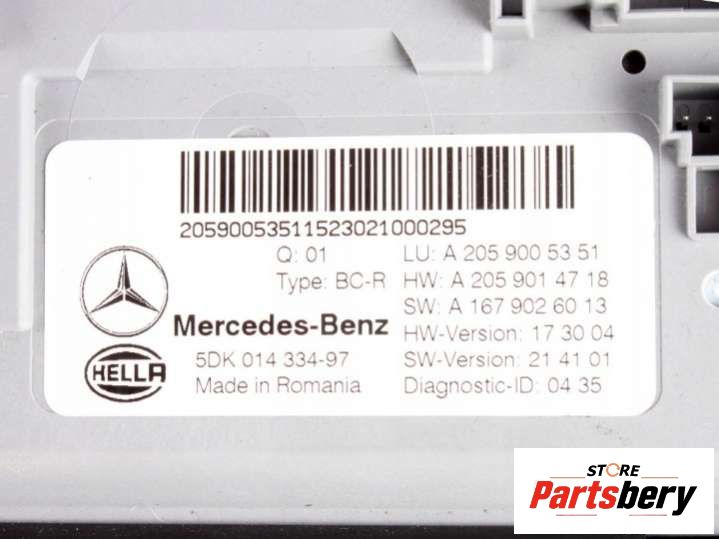 205900535115230210​00295
Q: 01 LU: A 205 900 53 51
Type: BC-R HW: A 205 901 47 18
SW: A 167 902 60 13
Mercedes-Benz HW-Version: 17 30 04
HELLA 5DK 014 334-97 SW-Version: 21 41 01
Made in Romania Diagnostic-ID: 04 35
STORE
Partsbery